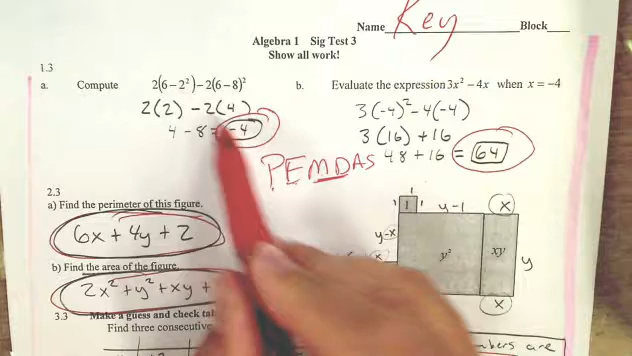 Name Key Block
Algebra 1 Sig Test 3
Show all work!
1.3
a. Compute 2(6−2²)−2(6−8)²
2(2) −2(4)
4 − 8 = −4
b. Evaluate the expression 3x² − 4x when x = −4
3(−4)² − 4(−4)
3(16) + 16
48 + 16 = 64
PEMDAS
2.3
a) Find the perimeter of this figure.
6x + 4y + 2
b) Find the area of the figure.
2x² + y² + xy +
1 1 1 y−1 x
y−x y² xy y
x x
3.3 Make a guess and check
Find three consecutive
are